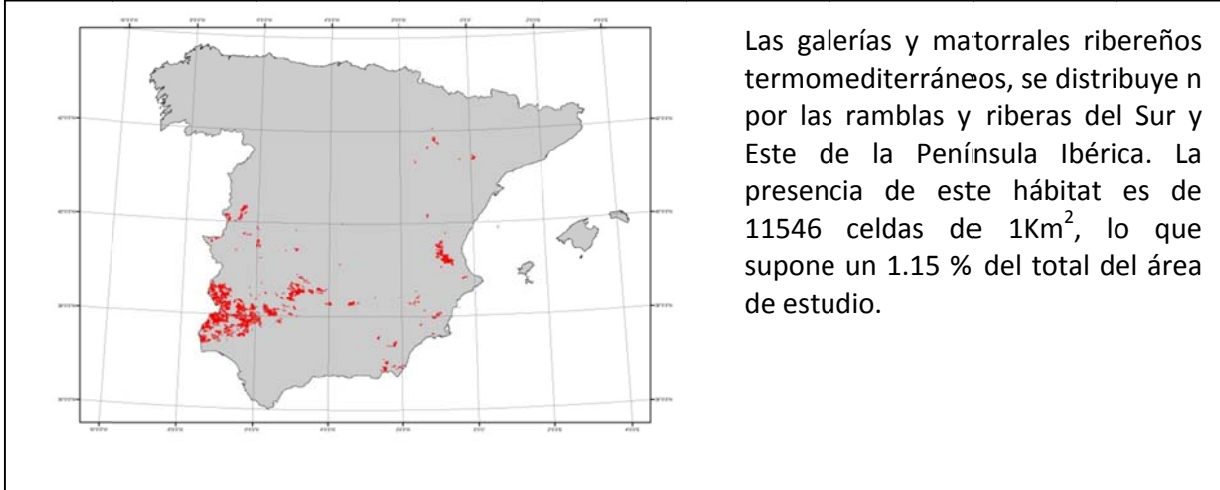 Las galerías y matorrales ribereños
termomediterráneos, se distribuye n
por las ramblas y riberas del Sur y
Este de la Península Ibérica. La
presencia de este hábitat es de
11546 celdas de 1Km², lo que
supone un 1.15 % del total del área
de estudio.